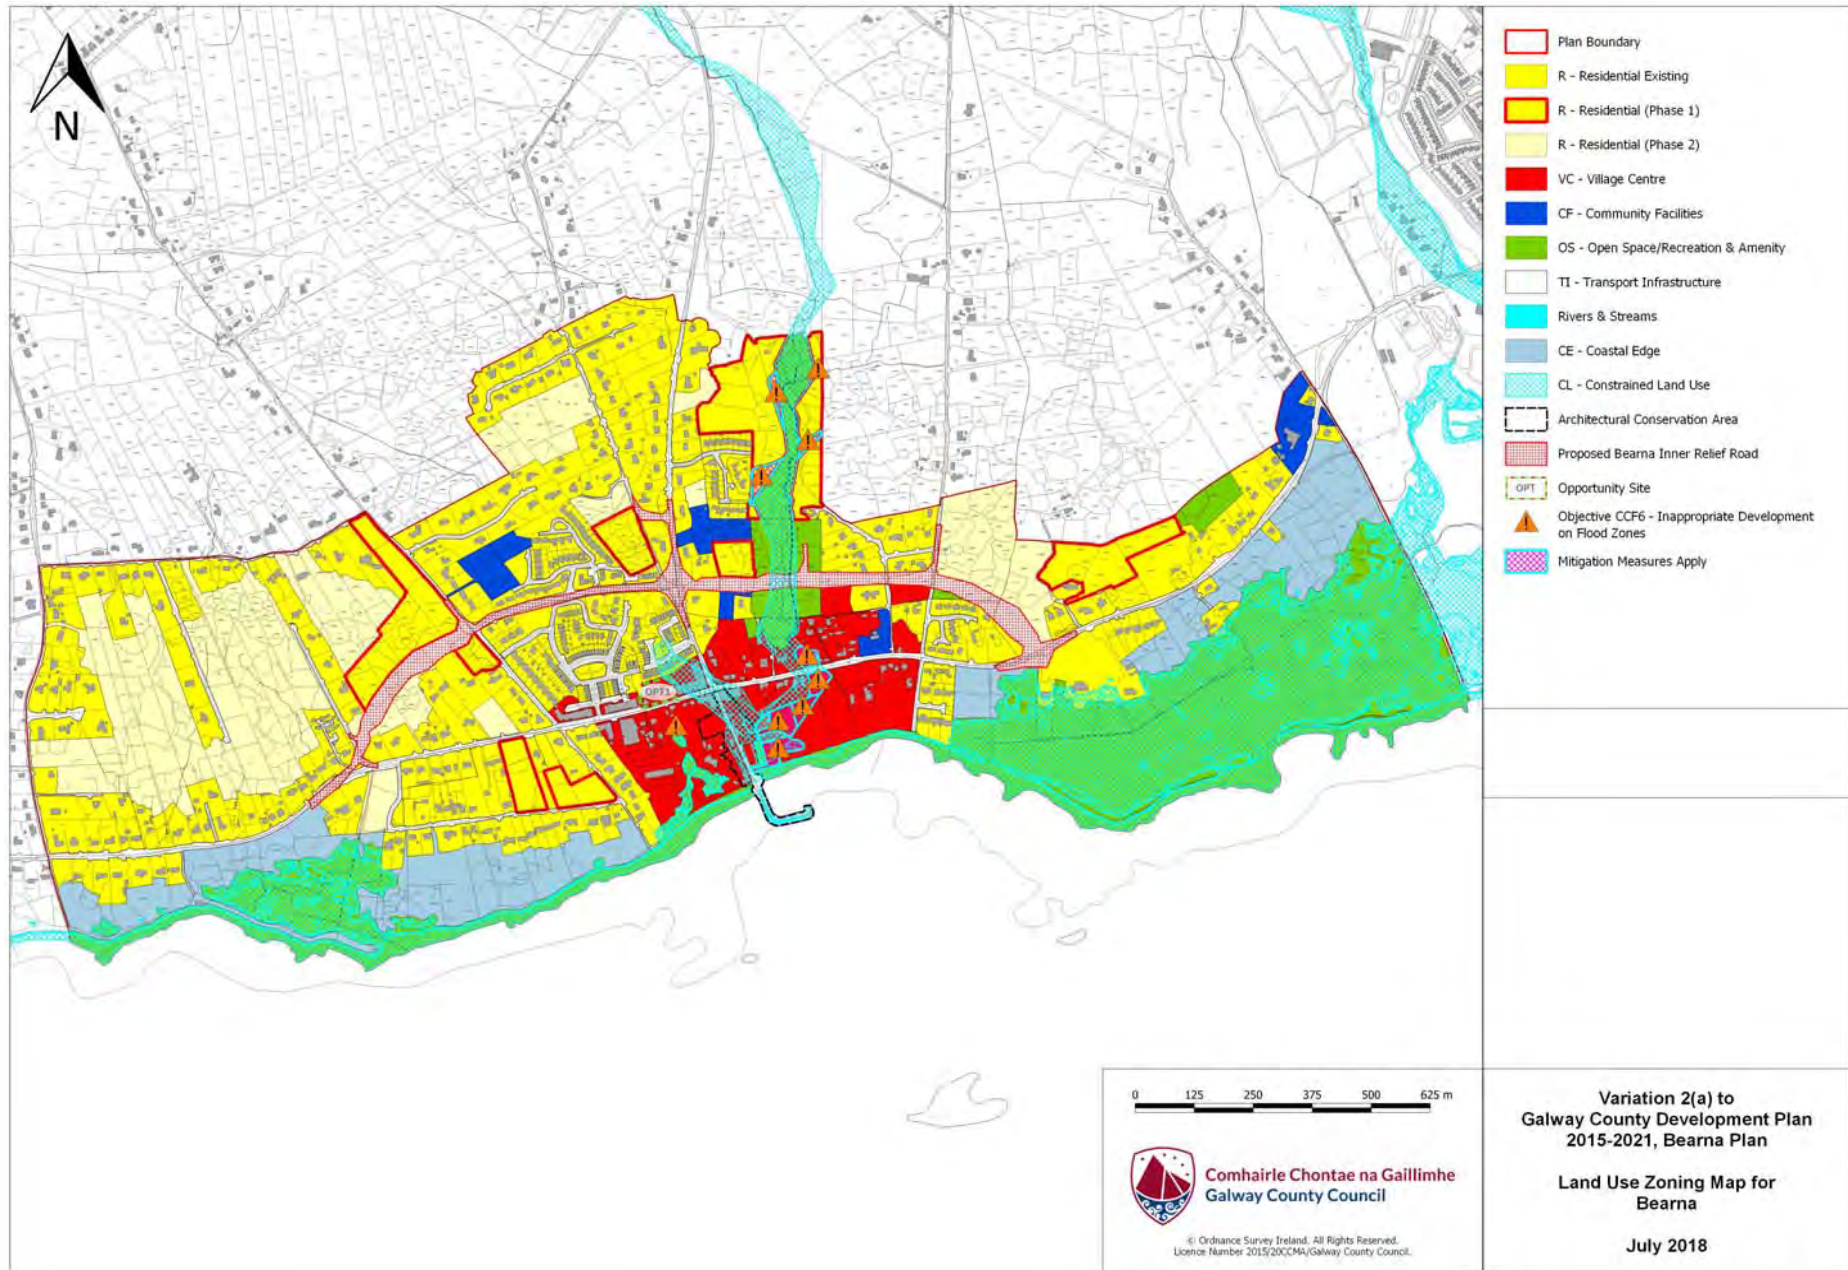 N
OPT1
Plan Boundary
R - Residential Existing
R - Residential (Phase 1)
R - Residential (Phase 2)
VC - Village Centre
CF - Community Facilities
OS - Open Space/Recreation & Amenity
TI - Transport Infrastructure
Rivers & Streams
CE - Coastal Edge
CL - Constrained Land Use
Architectural Conservation Area
Proposed Bearna Inner Relief Road
OPT
Opportunity Site
Objective CCF6 - Inappropriate Development
on Flood Zones
Mitigation Measures Apply
0 125 250 375 500 625 m
Comhairle Chontae na Gaillimhe
Galway County Council
© Ordnance Survey Ireland. All Rights Reserved.
Licence Number 2015/20CCMA/Galway County Council.
Variation 2(a) to
Galway County Development Plan
2015-2021, Bearna Plan
Land Use Zoning Map for
Bearna
July 2018